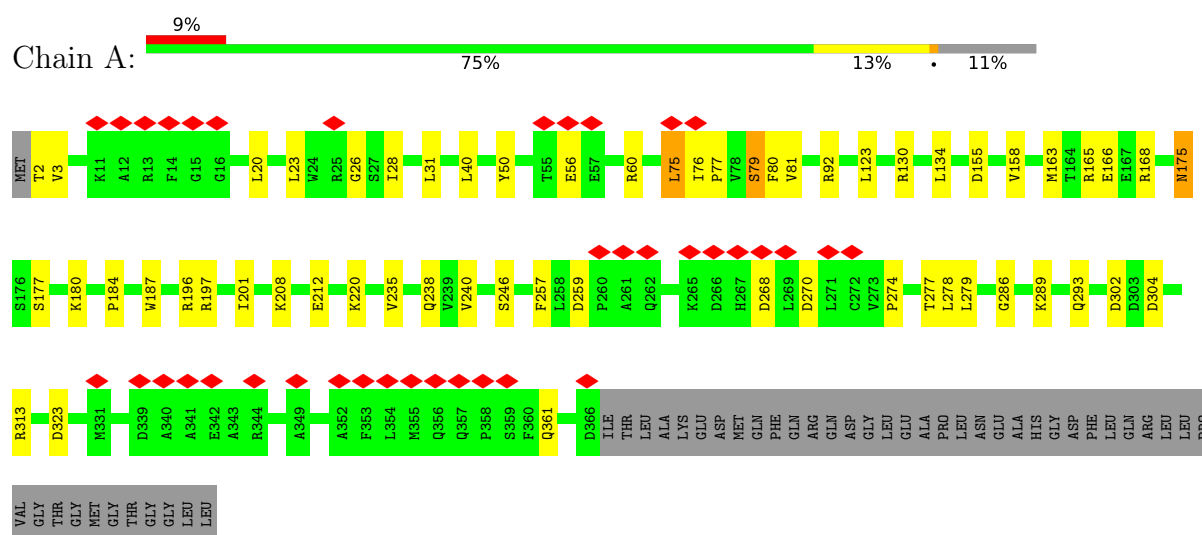 9%
Chain A:
75% 13% • 11%
MET T2 V3 K11 A12 R13 F14 G15 G16 L20 L23 W24 R25 G26 S27 I28 L31 L40 Y50 T55 E56 E57 R60 L75 I76 P77 V78 S79 F80 V81 R92 L123 R130 L134 D155 V158 M163 T164 R165 E166 E167 R168 N175
S176 S177 K180 P184 W187 R196 R197 I201 K208 E212 K220 V235 Q238 V239 V240 S246 F257 L258 D259 P260 A261 Q262 K265 D266 H267 D268 L269 D270 L271 C272 V273 P274 T277 L278 L279 G286 K289 Q293 D302 D303 D304
R313 D323 M331 D339 A340 A341 E342 A343 R344 A349 A352 F353 L354 M355 Q356 Q357 P358 S359 F360 Q361 D366 ILE THR LEU ALA LYS GLU ASP MET GLN PHE GLN ARG GLN ASP GLY LEU GLU ALA PRO LEU ASN GLU ALA HIS GLY ASP PHE LEU GLN ARG LEU LEU PRO
VAL GLY THR GLY MET GLY THR GLY GLY LEU LEU